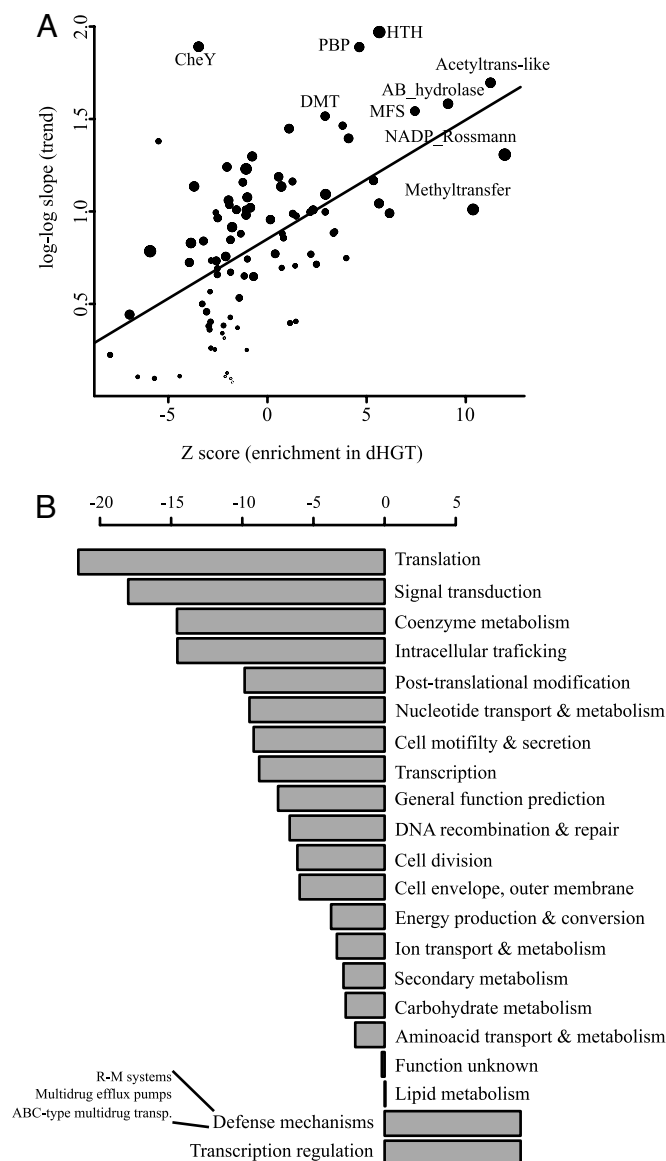 A
2.0
1.5
1.0
0.5
log-log slope (trend)
CheY
PBP
HTH
Acetyltrans-like
AB_hydrolase
DMT
MFS
NADP_Rossmann
Methyltransfer
-5
0
5
10
Z score (enrichment in dHGT)
B
-20
-15
-10
-5
0
5
Translation
Signal transduction
Coenzyme metabolism
Intracellular traficking
Post-translational modification
Nucleotide transport & metabolism
Cell motifilty & secretion
Transcription
General function prediction
DNA recombination & repair
Cell division
Cell envelope, outer membrane
Energy production & conversion
Ion transport & metabolism
Secondary metabolism
Carbohydrate metabolism
Aminoacid transport & metabolism
Function unknown
Lipid metabolism
R-M systems
Multidrug efflux pumps
ABC-type multidrug transp.
Defense mechanisms
Transcription regulation